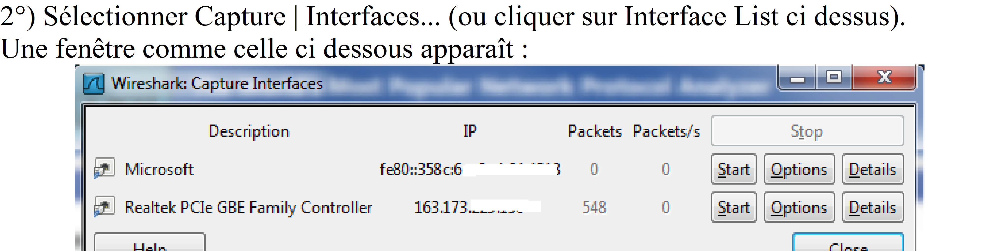 2°) Sélectionner Capture | Interfaces... (ou cliquer sur Interface List ci dessus).
Une fenêtre comme celle ci dessous apparaît :
Wireshark: Capture Interfaces
Description IP Packets Packets/s Stop
Microsoft fe80::358c:6 0 0 Start Options Details
Realtek PCIe GBE Family Controller 163.173. 548 0 Start Options Details
Help Close